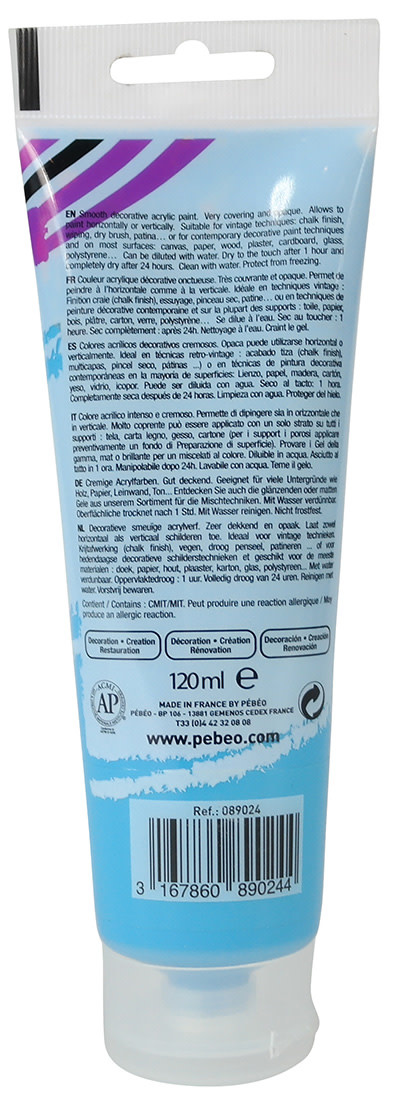 EN Smooth decorative acrylic paint. Very covering and opaque. Allows to
paint horizontally or vertically. Suitable for vintage techniques: chalk finish,
wiping, dry brush, patina... or for contemporary decorative paint techniques
and on most surfaces: canvas, paper, wood, plaster, cardboard, glass,
polystyrene... Can be diluted with water. Dry to the touch after 1 hour and
completely dry after 24 hours. Clean with water. Protect from freezing.
FR Couleur acrylique décorative onctueuse. Très couvrante et opaque. Permet de
peindre à l'horizontale comme à la verticale. Idéale en techniques vintage :
Finition craie (chalk finish), essuyage, pinceau sec, patine... ou en techniques de
peinture décorative contemporaine et sur la plupart des supports : toile, papier,
bois, plâtre, carton, verre, polystyrène... Se dilue à l'eau. Sec au toucher : 1
heure. Sec complètement : après 24h. Nettoyage à l'eau. Craint le gel.
ES Colores acrílicos decorativos cremosos. Opaca puede utilizarse horizontal o
verticalmente. Ideal en técnicas retro-vintage : acabado tiza (chalk finish),
multicapas, pincel seco, pátinas ...) o en técnicas de pintura decorativa
contemporáneas en la mayoría de superficies: Lienzo, papel, madera, cartón,
yeso, vidrio, icopor. Puede ser diluida con agua. Seco al tacto: 1 hora.
Completamente seca después de 24 horas. Limpieza con agua. Proteger del hielo.
IT Colore acrilico intenso e cremoso. Permette di dipingere sia in orizzontale che
in verticale. Molto coprente può essere applicato con un solo strato su tutti i
support : tela, carta legno, gesso, cartone (per i support i porosi applicare
preventivamente un fondo di Preparazione di superficie). Provare i Gel della
gamma, mat o brillante per un miscelati al colore. Diluibile in acqua, Asciutto al
tatto in 1 ora. Manipolabile dopo 24h. Lavabile con acqua. Teme il gelo.
DE Cremige Acrylfarben. Gut deckend. Geeignet für viele Untergründe wie
Holz, Papier, Leinwand, Ton... Entdecken Sie auch die glänzenden oder matten
Gele aus unserem Sortiment für die Mischtechniken. Mit Wasser verdünnbar.
Oberflächliche trocknet nach 1 Std. Mit Wasser reinigen. Nicht frostfest.
NL Decoratieve smeuïge acrylverf. Zeer dekkend en opaak. Laat zowel
horizontaal als verticaal schilderen toe. Ideaal voor vintage technieken.
Krijtafwerking (chalk finish), vegen, droog penseel, patineren ... of voor
hedendaagse decoratieve schilderstechnieken et geschikt voor de meeste
materialen : doek, papier, hout, plaaster, karton, glas, polystyreen... Met water
verdunbaar. Oppervlaktedroog : 1 uur. Volledig droog van 24 uren. Reinigen met
water. Vorstvrij bewaren.
Contient / Contains : CMIT/MIT. Peut produire une reaction allergique / May
produce an allergic reaction.
Decoration • Creation
Restauration
Décoration • Création
Rénovation
Decoración • Creación
Renovación
120ml e
ACMI
AP
MADE IN FRANCE BY PÉBÉO
PÉBÉO - BP 106 - 13881 GEMENOS CEDEX FRANCE
T33 (0)4 42 32 08 08
www.pebeo.com
Ref.: 089024
3 167860 890244